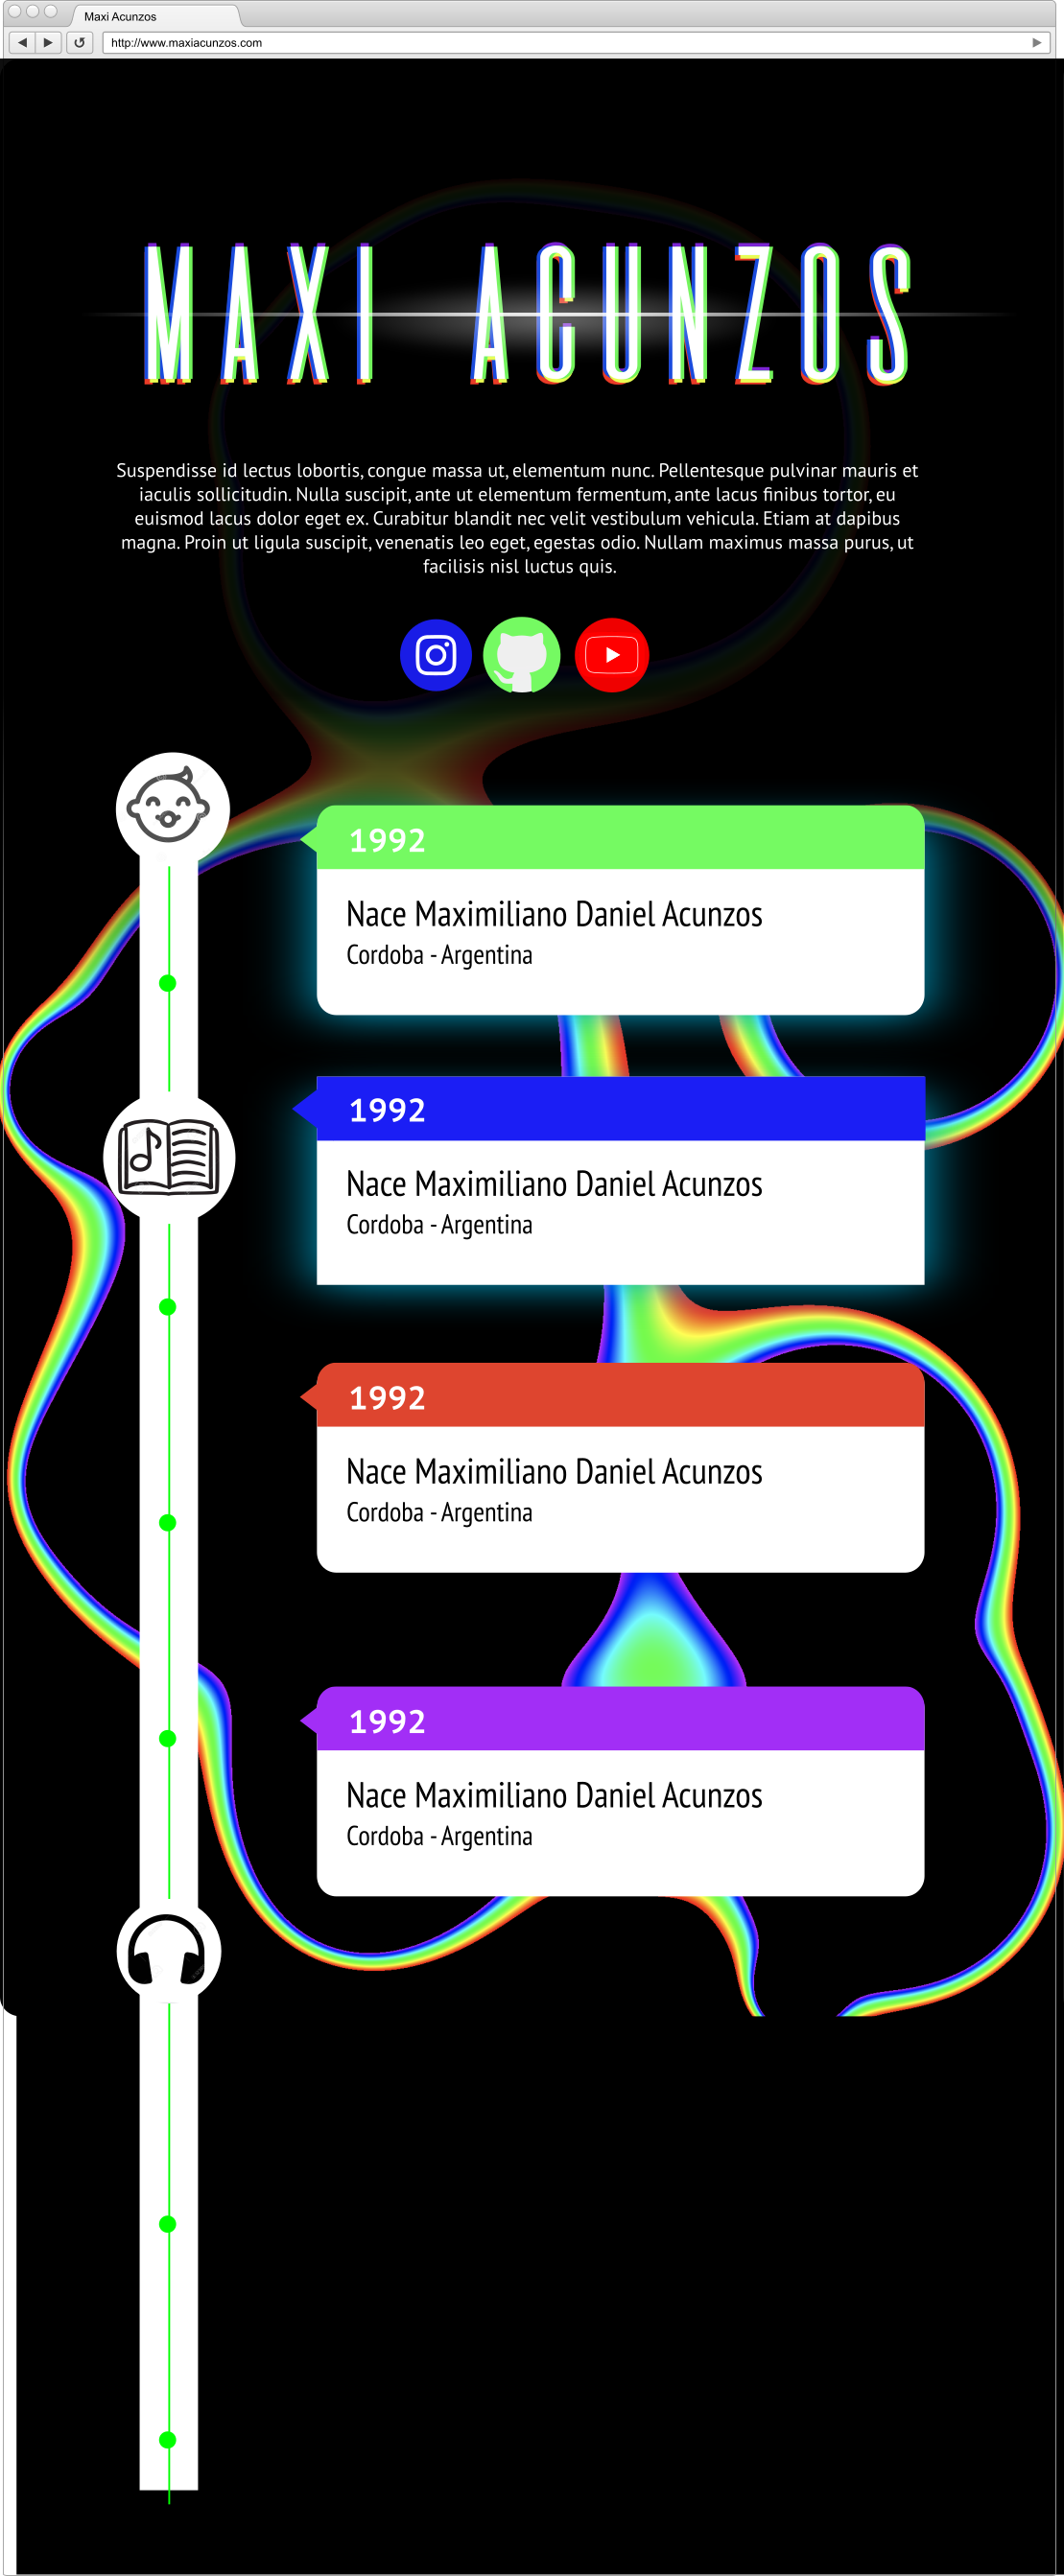 Maxi Acunzos
http://www.maxiacunzos.com
MAXI ACUNZOS
Suspendisse id lectus lobortis, congue massa ut, elementum nunc. Pellentesque pulvinar mauris et
iaculis sollicitudin. Nulla suscipit, ante ut elementum fermentum, ante lacus finibus tortor, eu
euismod lacus dolor eget ex. Curabitur blandit nec velit vestibulum vehicula. Etiam at dapibus
magna. Proin ut ligula suscipit, venenatis leo eget, egestas odio. Nullam maximus massa purus, ut
facilisis nisl luctus quis.
1992
Nace Maximiliano Daniel Acunzos
Cordoba - Argentina
1992
Nace Maximiliano Daniel Acunzos
Cordoba - Argentina
1992
Nace Maximiliano Daniel Acunzos
Cordoba - Argentina
1992
Nace Maximiliano Daniel Acunzos
Cordoba - Argentina